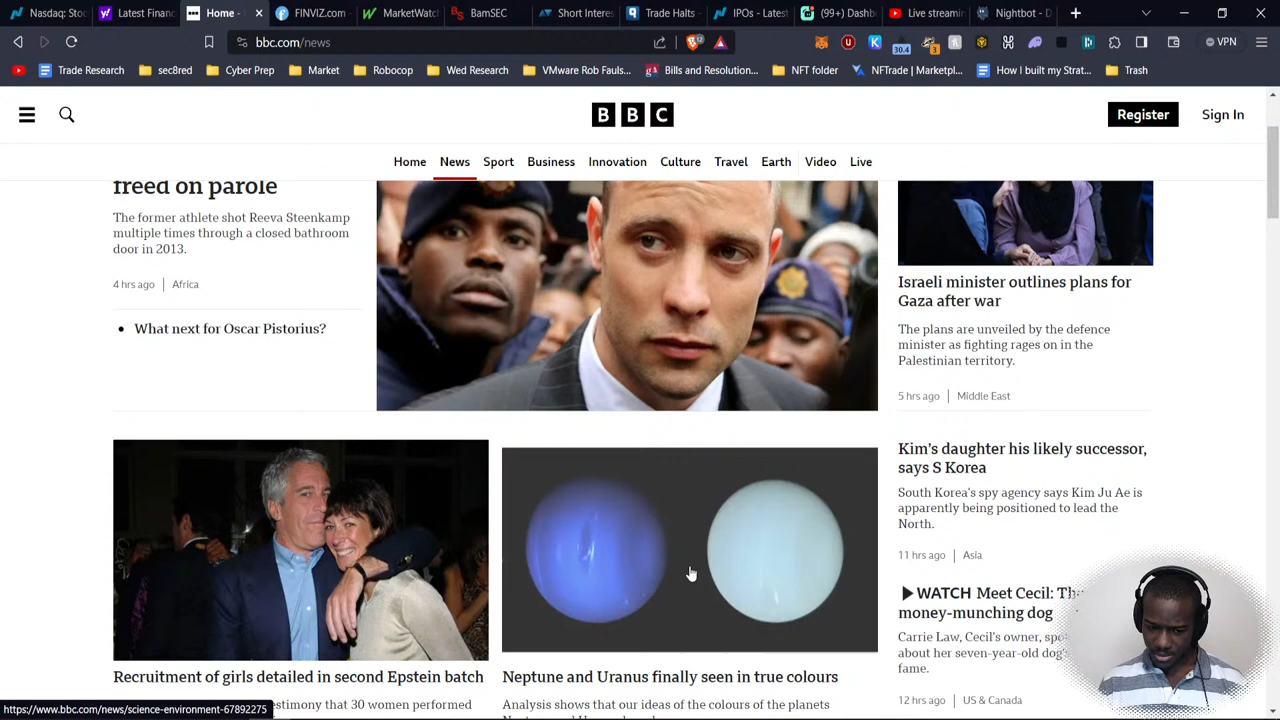 Nasdaq: Sto
Latest Financ
Home -
FINVIZ.com
MarketWatc
BamSEC
Short Interes
Trade Halts -
IPOs - Latest
(99+) Dashb
Live streamin
Nightbot - D
bbc.com/news
12
30.4
3
VPN
Trade Research
sec8red
Cyber Prep
Market
Robocop
Wed Research
VMware Rob Fauls...
Bills and Resolution...
NFT folder
NFTrade | Marketpl...
How I built my Strat...
Trash
BBC
Register
Sign In
Home
News
Sport
Business
Innovation
Culture
Travel
Earth
Video
Live
freed on parole
The former athlete shot Reeva Steenkamp
multiple times through a closed bathroom
door in 2013.
4 hrs ago | Africa
• What next for Oscar Pistorius?
Israeli minister outlines plans for
Gaza after war
The plans are unveiled by the defence
minister as fighting rages on in the
Palestinian territory.
5 hrs ago | Middle East
Kim's daughter his likely successor,
says S Korea
South Korea's spy agency says Kim Ju Ae is
apparently being positioned to lead the
North.
11 hrs ago | Asia
WATCH Meet Cecil: Th
money-munching dog
Carrie Law, Cecil's owner, spo
about her seven-year-old dog's
fame.
12 hrs ago | US & Canada
Recruitment of girls detailed in second Epstein batch
testimony that 30 women performed
Neptune and Uranus finally seen in true colours
Analysis shows that our ideas of the colours of the planets
https://www.bbc.com/news/science-environment-67892275